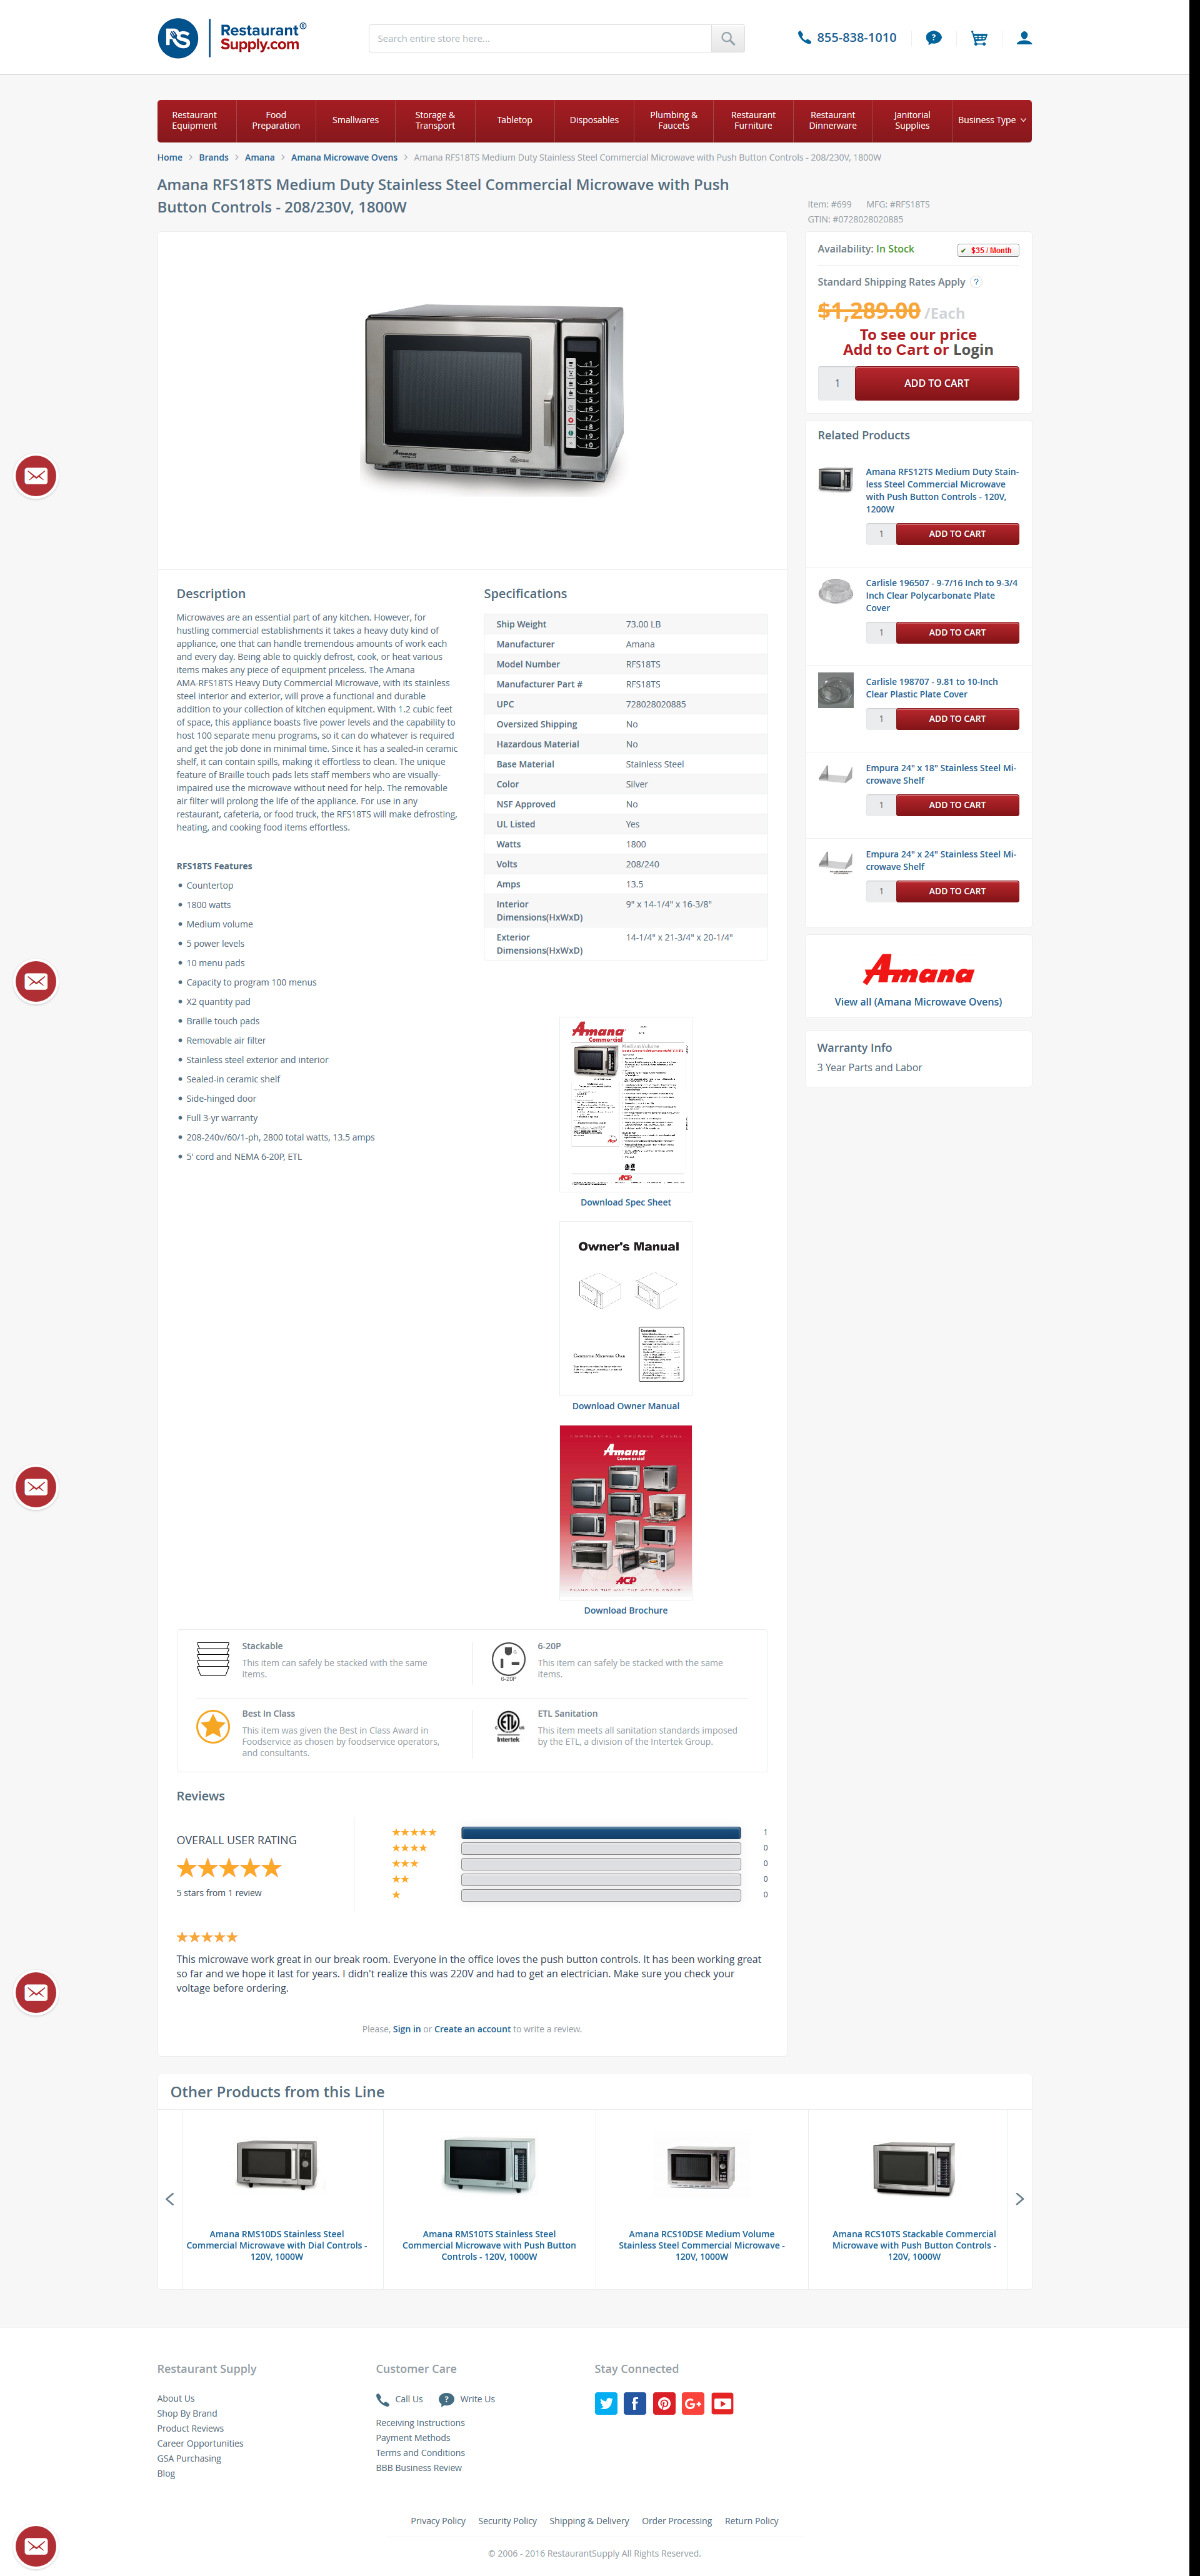 RS
Restaurant®
Supply.com
Search entire store here...
855-838-1010
Restaurant
Equipment
Food
Preparation
Smallwares
Storage &
Transport
Tabletop
Disposables
Plumbing &
Faucets
Restaurant
Furniture
Restaurant
Dinnerware
Janitorial
Supplies
Business Type
Home > Brands > Amana > Amana Microwave Ovens > Amana RFS18TS Medium Duty Stainless Steel Commercial Microwave with Push Button Controls - 208/230V, 1800W
Amana RFS18TS Medium Duty Stainless Steel Commercial Microwave with Push
Button Controls - 208/230V, 1800W
Item: #699 MFG: #RFS18TS
GTIN: #0728028020885
Availability: In Stock
✔ $35 / Month
Standard Shipping Rates Apply ?
$1,289.00 /Each
To see our price
Add to Cart or Login
1 ADD TO CART
Related Products
Amana RFS12TS Medium Duty Stain-
less Steel Commercial Microwave
with Push Button Controls - 120V,
1200W
1 ADD TO CART
Carlisle 196507 - 9-7/16 Inch to 9-3/4
Inch Clear Polycarbonate Plate
Cover
1 ADD TO CART
Carlisle 198707 - 9.81 to 10-Inch
Clear Plastic Plate Cover
1 ADD TO CART
Empura 24" x 18" Stainless Steel Mi-
crowave Shelf
1 ADD TO CART
Empura 24" x 24" Stainless Steel Mi-
crowave Shelf
1 ADD TO CART
Amana
View all (Amana Microwave Ovens)
Warranty Info
3 Year Parts and Labor
Description
Microwaves are an essential part of any kitchen. However, for
hustling commercial establishments it takes a heavy duty kind of
appliance, one that can handle tremendous amounts of work each
and every day. Being able to quickly defrost, cook, or heat various
items makes any piece of equipment priceless. The Amana
AMA-RFS18TS Heavy Duty Commercial Microwave, with its stainless
steel interior and exterior, will prove a functional and durable
addition to your collection of kitchen equipment. With 1.2 cubic feet
of space, this appliance boasts five power levels and the capability to
host 100 separate menu programs, so it can do whatever is required
and get the job done in minimal time. Since it has a sealed-in ceramic
shelf, it can contain spills, making it effortless to clean. The unique
feature of Braille touch pads lets staff members who are visually-
impaired use the microwave without need for help. The removable
air filter will prolong the life of the appliance. For use in any
restaurant, cafeteria, or food truck, the RFS18TS will make defrosting,
heating, and cooking food items effortless.
RFS18TS Features
• Countertop
• 1800 watts
• Medium volume
• 5 power levels
• 10 menu pads
• Capacity to program 100 menus
• X2 quantity pad
• Braille touch pads
• Removable air filter
• Stainless steel exterior and interior
• Sealed-in ceramic shelf
• Side-hinged door
• Full 3-yr warranty
• 208-240v/60/1-ph, 2800 total watts, 13.5 amps
• 5' cord and NEMA 6-20P, ETL
Specifications
Ship Weight 73.00 LB
Manufacturer Amana
Model Number RFS18TS
Manufacturer Part # RFS18TS
UPC 728028020885
Oversized Shipping No
Hazardous Material No
Base Material Stainless Steel
Color Silver
NSF Approved No
UL Listed Yes
Watts 1800
Volts 208/240
Amps 13.5
Interior 9" x 14-1/4" x 16-3/8"
Dimensions(HxWxD)
Exterior 14-1/4" x 21-3/4" x 20-1/4"
Dimensions(HxWxD)
Amana
Commercial
ACP
Download Spec Sheet
Owner's Manual
Commercial Microwave Oven
Contents
Download Owner Manual
Amana
Commercial
ACP
Download Brochure
Stackable
This item can safely be stacked with the same
items.
6-20P
6-20P
This item can safely be stacked with the same
items.
Best In Class
This item was given the Best in Class Award in
Foodservice as chosen by foodservice operators,
and consultants.
ETL
Intertek
ETL Sanitation
This item meets all sanitation standards imposed
by the ETL, a division of the Intertek Group.
Reviews
OVERALL USER RATING
5 stars from 1 review
1
0
0
0
0
This microwave work great in our break room. Everyone in the office loves the push button controls. It has been working great
so far and we hope it last for years. I didn't realize this was 220V and had to get an electrician. Make sure you check your
voltage before ordering.
Please, Sign in or Create an account to write a review.
Other Products from this Line
Amana RMS10DS Stainless Steel
Commercial Microwave with Dial Controls -
120V, 1000W
Amana RMS10TS Stainless Steel
Commercial Microwave with Push Button
Controls - 120V, 1000W
Amana RCS10DSE Medium Volume
Stainless Steel Commercial Microwave -
120V, 1000W
Amana RCS10TS Stackable Commercial
Microwave with Push Button Controls -
120V, 1000W
Restaurant Supply
About Us
Shop By Brand
Product Reviews
Career Opportunities
GSA Purchasing
Blog
Customer Care
Call Us
Write Us
Receiving Instructions
Payment Methods
Terms and Conditions
BBB Business Review
Stay Connected
Privacy Policy Security Policy Shipping & Delivery Order Processing Return Policy
© 2006 - 2016 RestaurantSupply All Rights Reserved.